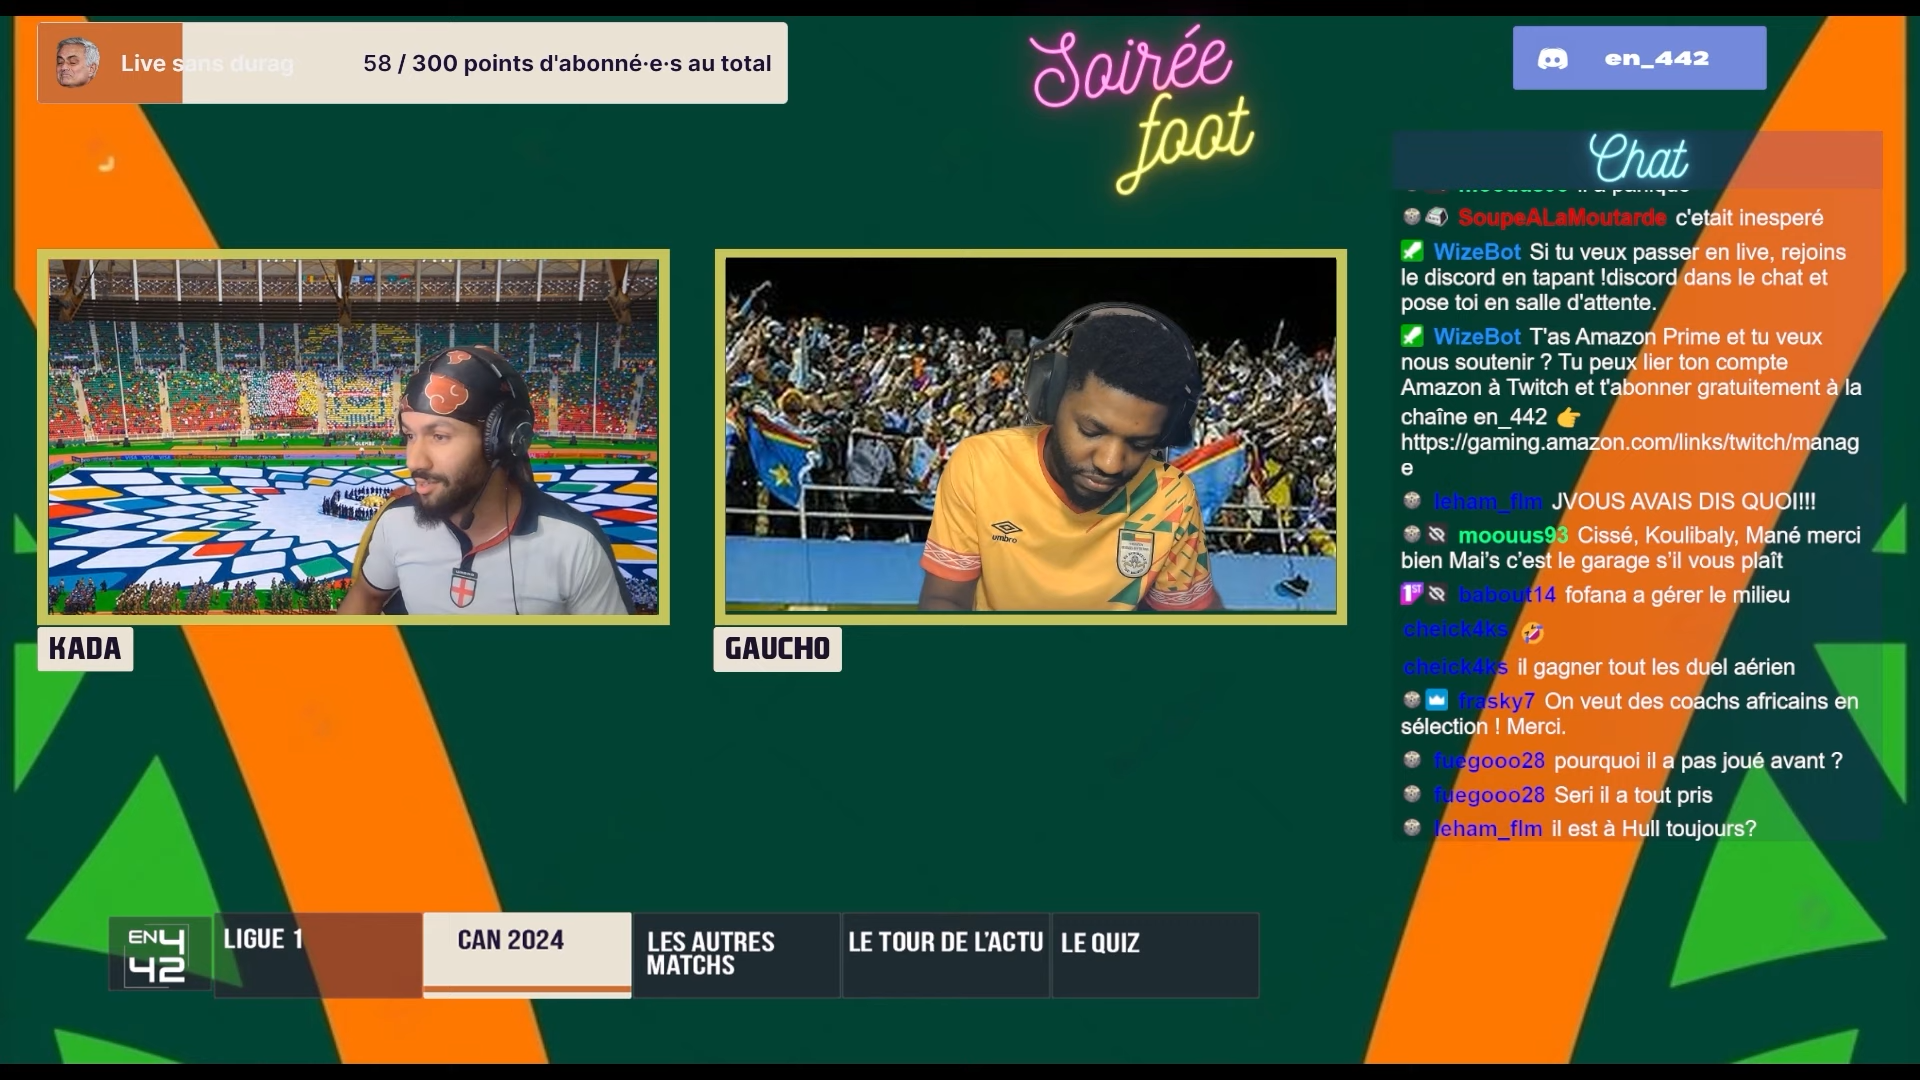 Live sans durag
58 / 300 points d'abonné·e·s au total
Soirée
foot
en_442
Chat
SoupeALaMoutarde c'etait inesperé
WizeBot Si tu veux passer en live, rejoins
le discord en tapant !discord dans le chat et
pose toi en salle d'attente.
WizeBot T'as Amazon Prime et tu veux
nous soutenir ? Tu peux lier ton compte
Amazon à Twitch et t'abonner gratuitement à la
chaîne en_442 👉
https://gaming.amazon.com/links/twitch/manag
e
leham_flm JVOUS AVAIS DIS QUOI!!!
moouus93 Cissé, Koulibaly, Mané merci
bien Mai’s c’est le garage s’il vous plaît
1ST babout14 fofana a gérer le milieu
cheick4ks 🤣
cheick4ks il gagner tout les duel aérien
frasky7 On veut des coachs africains en
sélection ! Merci.
fuegooo28 pourquoi il a pas joué avant ?
fuegooo28 Seri il a tout pris
leham_flm il est à Hull toujours?
umbro
KADA
GAUCHO
EN 4
42
LIGUE 1
CAN 2024
LES AUTRES
MATCHS
LE TOUR DE L'ACTU
LE QUIZ